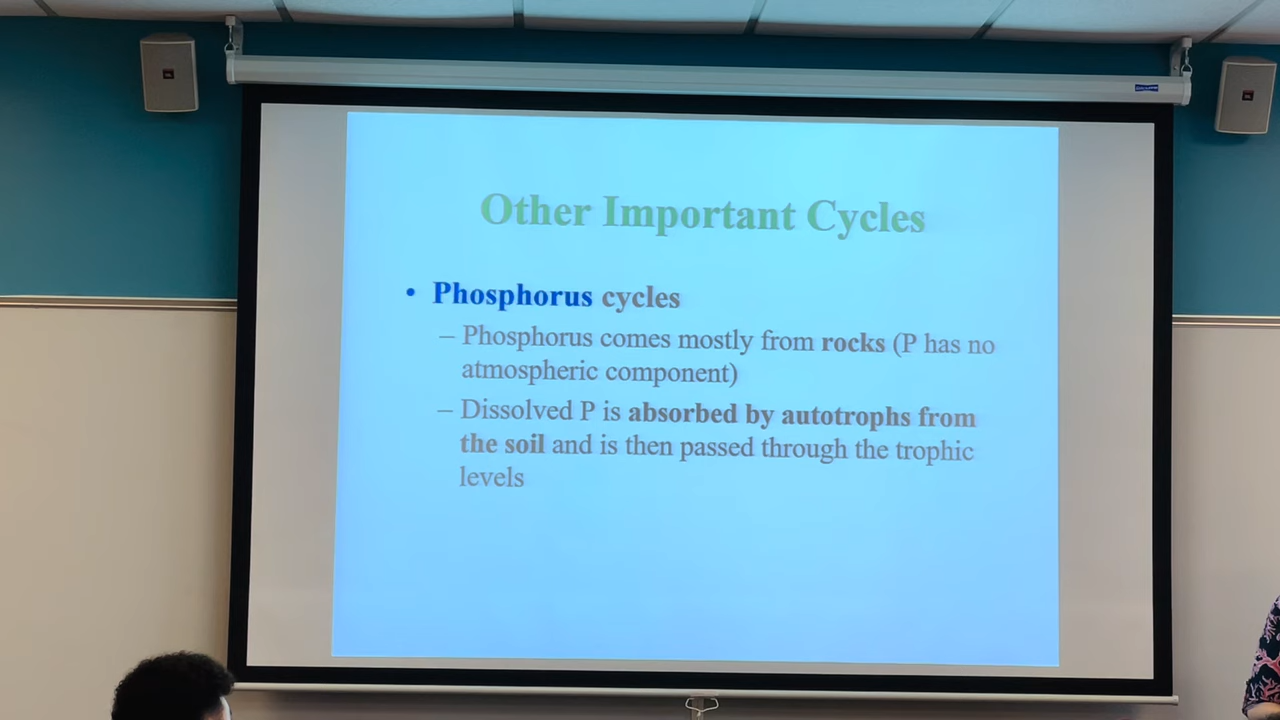 Other Important Cycles
• Phosphorus cycles
– Phosphorus comes mostly from rocks (P has no
atmospheric component)
– Dissolved P is absorbed by autotrophs from
the soil and is then passed through the trophic
levels